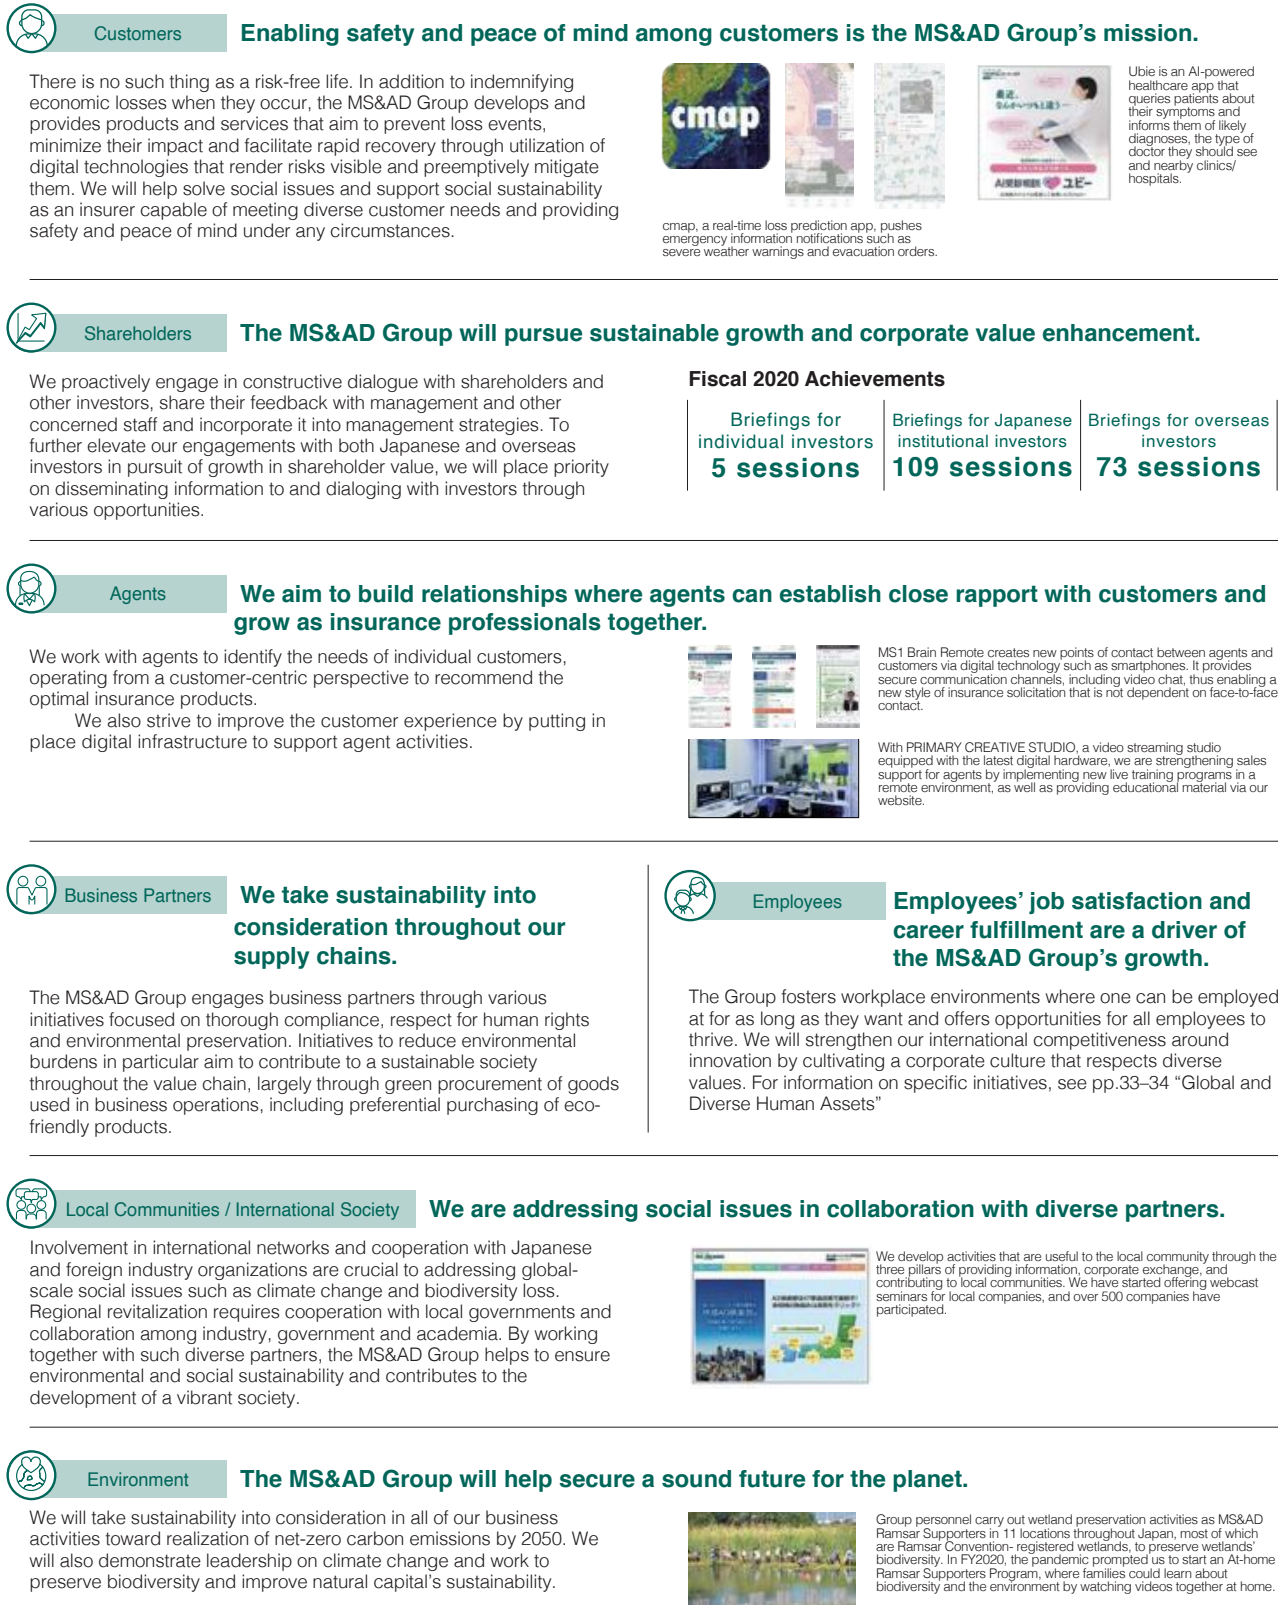 Customers
Enabling safety and peace of mind among customers is the MS&AD Group's mission.
There is no such thing as a risk-free life. In addition to indemnifying
economic losses when they occur, the MS&AD Group develops and
provides products and services that aim to prevent loss events,
minimize their impact and facilitate rapid recovery through utilization of
digital technologies that render risks visible and preemptively mitigate
them. We will help solve social issues and support social sustainability
as an insurer capable of meeting diverse customer needs and providing
safety and peace of mind under any circumstances.
cmap
cmap, a real-time loss prediction app, pushes
emergency information notifications such as
severe weather warnings and evacuation orders.
最近、
なんかいつもと違う…
ユビー
Ubie is an AI-powered
healthcare app that
queries patients about
their symptoms and
informs them of likely
diagnoses, the type of
doctor they should see
and nearby clinics/
hospitals.
Shareholders
The MS&AD Group will pursue sustainable growth and corporate value enhancement.
We proactively engage in constructive dialogue with shareholders and
other investors, share their feedback with management and other
concerned staff and incorporate it into management strategies. To
further elevate our engagements with both Japanese and overseas
investors in pursuit of growth in shareholder value, we will place priority
on disseminating information to and dialoging with investors through
various opportunities.
Fiscal 2020 Achievements
Briefings for
individual investors
5 sessions
Briefings for Japanese
institutional investors
109 sessions
Briefings for overseas
investors
73 sessions
Agents
We aim to build relationships where agents can establish close rapport with customers and
grow as insurance professionals together.
We work with agents to identify the needs of individual customers,
operating from a customer-centric perspective to recommend the
optimal insurance products.
We also strive to improve the customer experience by putting in
place digital infrastructure to support agent activities.
MS1 Brain Remote creates new points of contact between agents and
customers via digital technology such as smartphones. It provides
secure communication channels, including video chat, thus enabling a
new style of insurance solicitation that is not dependent on face-to-face
contact.
With PRIMARY CREATIVE STUDIO, a video streaming studio
equipped with the latest digital hardware, we are strengthening sales
support for agents by implementing new live training programs in a
remote environment, as well as providing educational material via our
website.
Business Partners
We take sustainability into
consideration throughout our
supply chains.
The MS&AD Group engages business partners through various
initiatives focused on thorough compliance, respect for human rights
and environmental preservation. Initiatives to reduce environmental
burdens in particular aim to contribute to a sustainable society
throughout the value chain, largely through green procurement of goods
used in business operations, including preferential purchasing of eco-
friendly products.
Employees
Employees' job satisfaction and
career fulfillment are a driver of
the MS&AD Group's growth.
The Group fosters workplace environments where one can be employed
at for as long as they want and offers opportunities for all employees to
thrive. We will strengthen our international competitiveness around
innovation by cultivating a corporate culture that respects diverse
values. For information on specific initiatives, see pp.33–34 “Global and
Diverse Human Assets”
Local Communities / International Society
We are addressing social issues in collaboration with diverse partners.
Involvement in international networks and cooperation with Japanese
and foreign industry organizations are crucial to addressing global-
scale social issues such as climate change and biodiversity loss.
Regional revitalization requires cooperation with local governments and
collaboration among industry, government and academia. By working
together with such diverse partners, the MS&AD Group helps to ensure
environmental and social sustainability and contributes to the
development of a vibrant society.
We develop activities that are useful to the local community through the
three pillars of providing information, corporate exchange, and
contributing to local communities. We have started offering webcast
seminars for local companies, and over 500 companies have
participated.
Environment
The MS&AD Group will help secure a sound future for the planet.
We will take sustainability into consideration in all of our business
activities toward realization of net-zero carbon emissions by 2050. We
will also demonstrate leadership on climate change and work to
preserve biodiversity and improve natural capital's sustainability.
Group personnel carry out wetland preservation activities as MS&AD
Ramsar Supporters in 11 locations throughout Japan, most of which
are Ramsar Convention- registered wetlands, to preserve wetlands'
biodiversity. In FY2020, the pandemic prompted us to start an At-home
Ramsar Supporters Program, where families could learn about
biodiversity and the environment by watching videos together at home.